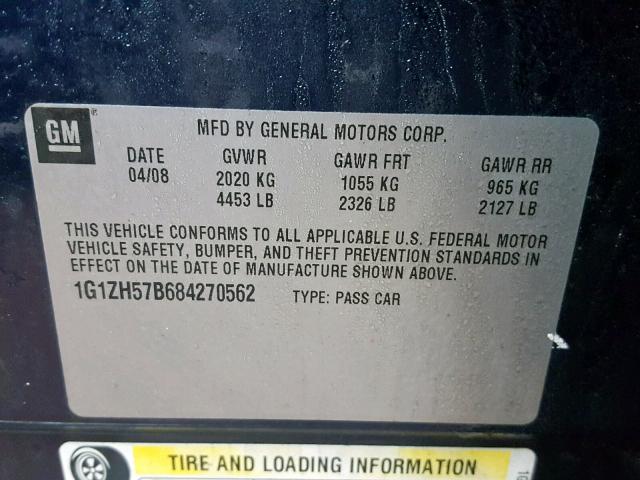 GM
MFD BY GENERAL MOTORS CORP.
DATE GVWR GAWR FRT GAWR RR
04/08 2020 KG 1055 KG 965 KG
4453 LB 2326 LB 2127 LB
THIS VEHICLE CONFORMS TO ALL APPLICABLE U.S. FEDERAL MOTOR
VEHICLE SAFETY, BUMPER, AND THEFT PREVENTION STANDARDS IN
EFFECT ON THE DATE OF MANUFACTURE SHOWN ABOVE.
1G1ZH57B684270562 TYPE: PASS CAR
TIRE AND LOADING INFORMATION